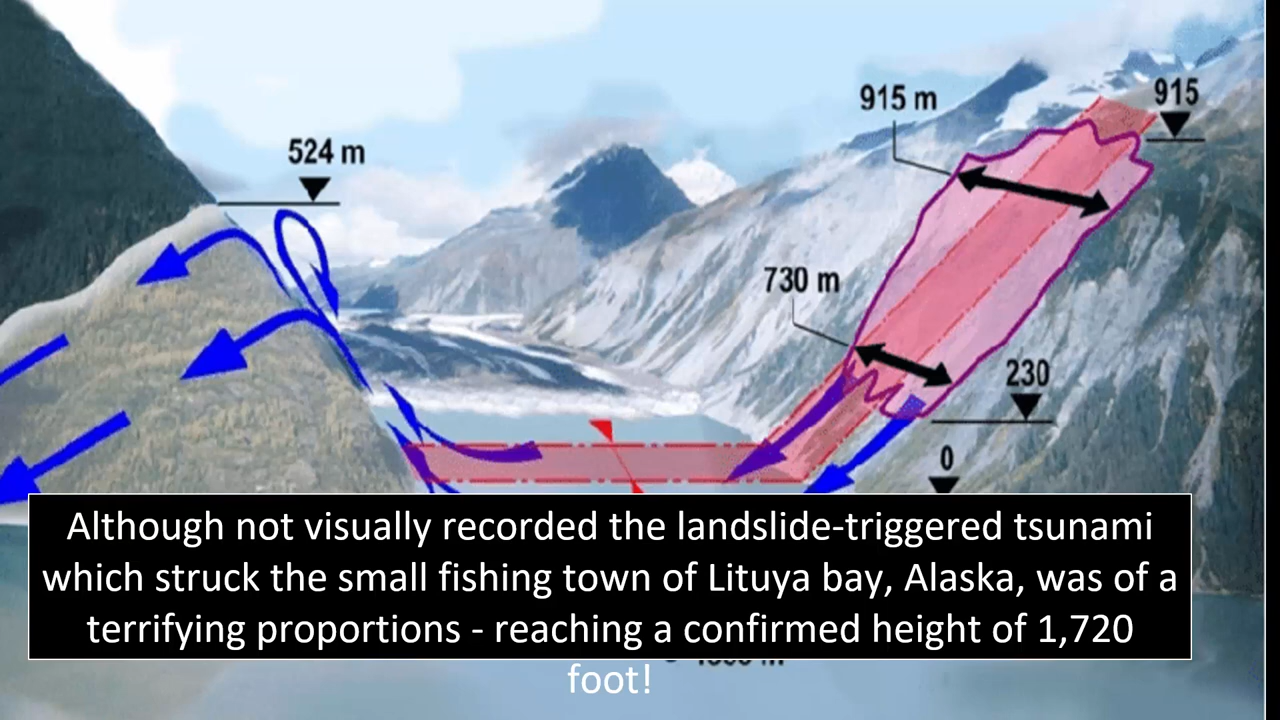 915 m
915
524 m
730 m
230
0
Although not visually recorded the landslide-triggered tsunami
which struck the small fishing town of Lituya bay, Alaska, was of a
terrifying proportions - reaching a confirmed height of 1,720
foot!